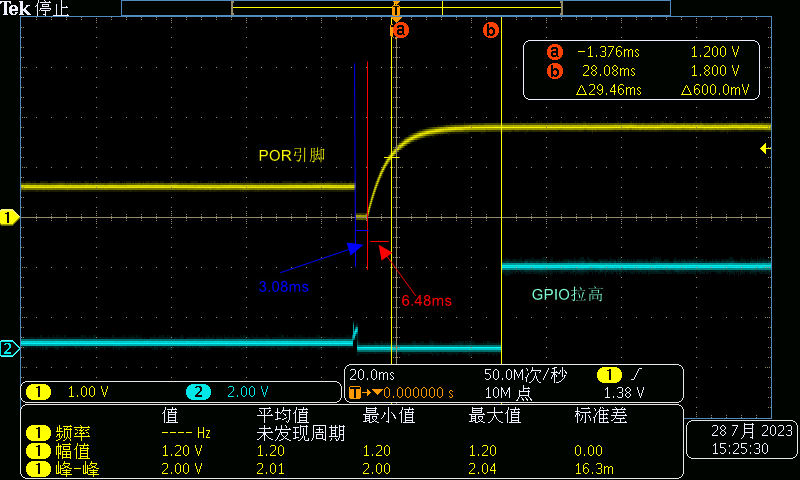 Tek 停止
a
b
a -1.376ms 1.200 V
b 28.08ms 1.800 V
△29.46ms △600.0mV
POR引脚
1
3.08ms
6.48ms
GPIO拉高
2
1 1.00 V 2 2.00 V
20.0ms 50.0M次/秒 1
T→▼0.000000 s 10M 点 1.38 V
值 平均值 最小值 最大值 标准差
1 频率 ---- Hz 未发现周期
1 幅值 1.20 V 1.20 1.20 1.20 0.00
1 峰-峰 2.00 V 2.01 2.00 2.04 16.3m
28 7月 2023
15:25:30